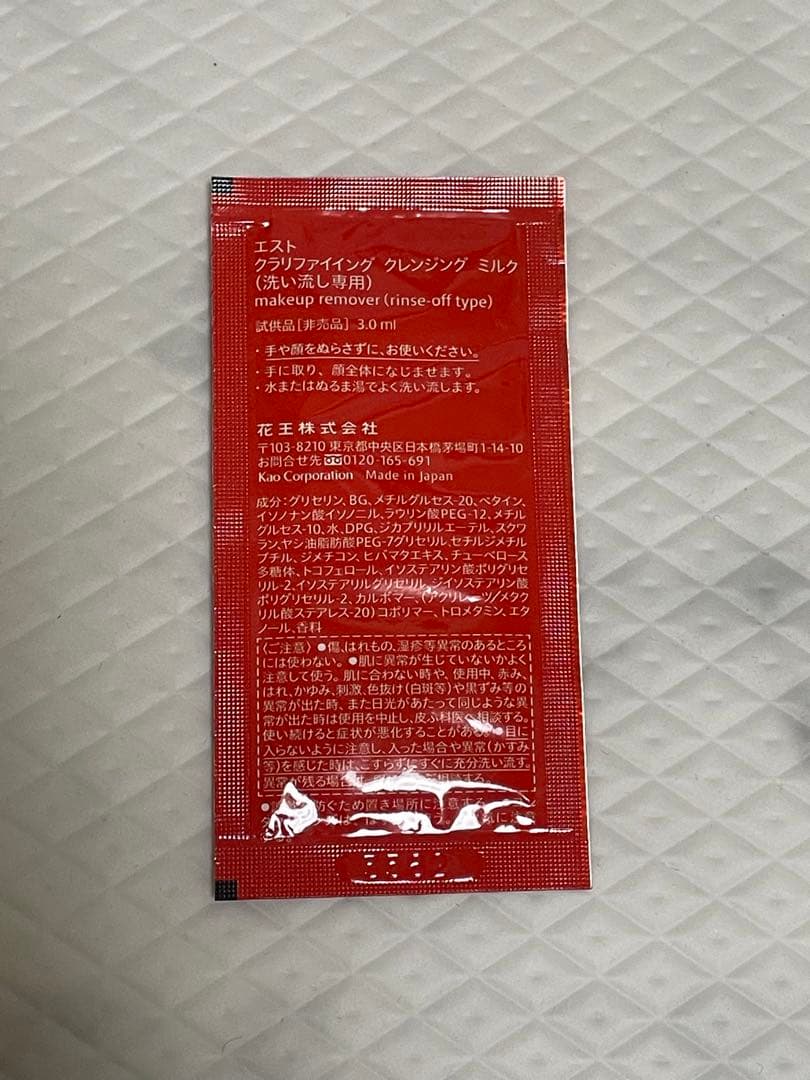 エスト
クラリファイイング クレンジング ミルク
(洗い流し専用)
makeup remover (rinse-off type)
試供品[非売品] 3.0 ml
・手や顔をぬらさずに、お使いください。
・手に取り、顔全体になじませます。
・水またはぬるま湯でよく洗い流します。
花王株式会社
〒103-8210 東京都中央区日本橋茅場町1-14-10
お問合せ先 0120-165-691
Kao Corporation Made in Japan
成分:グリセリン、BG、メチルグルセス-20、ベタイン、
イソノナン酸イソノニル、ラウリン酸PEG-12、メチル
グルセス-10、水、DPG、ジカプリリルエーテル、スクワ
ラン、ヤシ油脂肪酸PEG-7グリセリル、セチルジメチル
ブチル、ジメチコン、ヒバマタエキス、チューベロース
多糖体、トコフェロール、イソステアリン酸ポリグリセ
リル-2、イソステアリルグリセリル、ジイソステアリン酸
ポリグリセリル-2、カルボマー、(アクリレーツ/メタク
リル酸ステアレス-20)コポリマー、トロメタミン、エタ
ノール、香料
〈ご注意〉●傷、はれもの、湿疹等異常のあるところ
には使わない。●肌に異常が生じていないかよく
注意して使う。肌に合わない時や、使用中、赤み、
はれ、かゆみ、刺激、色抜け(白斑等)や黒ずみ等の
異常が出た時、また日光があたって同じような異
常が出た時は使用を中止し、皮ふ科医へ相談する。
使い続けると症状が悪化することがある。●目に
入らないように注意し、入った場合や異常(かすみ
等)を感じた時は、こすらずにすぐに充分洗い流す。
異常が残る場合は、相談する。
防ぐため置き場所に注意する